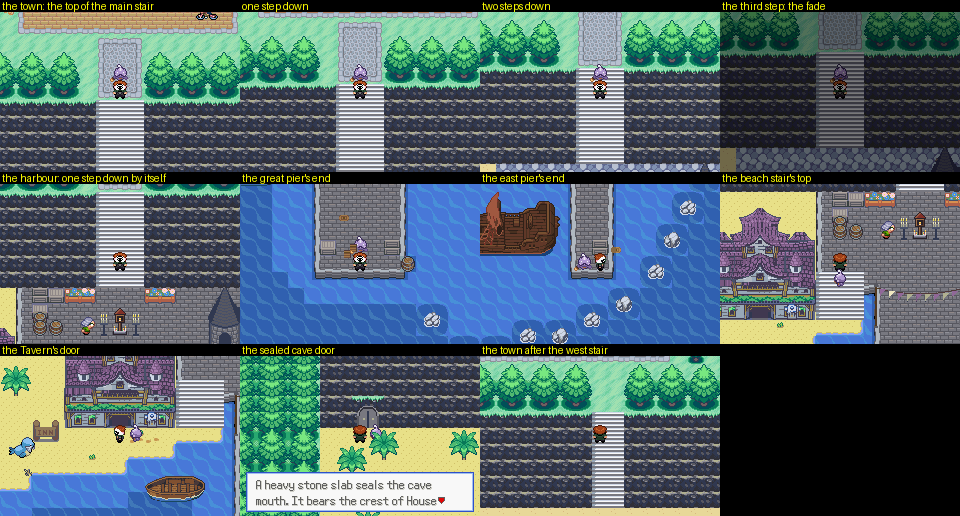 the town: the top of the main stair
one step down
two steps down
the third step: the fade
the harbour: one step down by itself
the great pier's end
the east pier's end
the beach stair's top
the Tavern's door
the sealed cave door
the town after the west stair
INN
A heavy stone slab seals the cave
mouth. It bears the crest of House